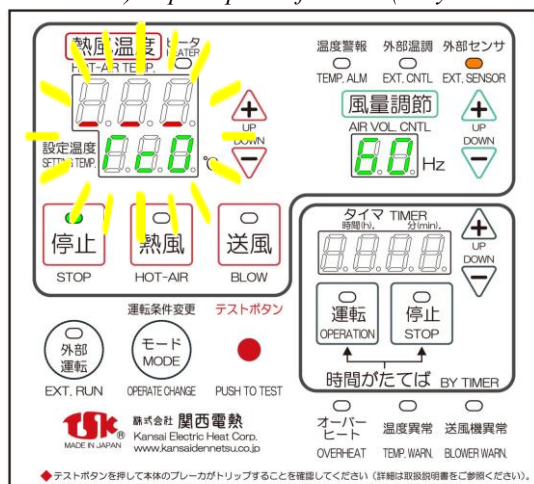 熱風温度 ヒータ
HOT-AIR TEMP. HEATER
設定温度
SETTING TEMP.
℃
UP
DOWN
温度警報 外部温調 外部センサ
TEMP. ALM EXT. CNTL EXT. SENSOR
風量調節
AIR VOL. CNTL
60 Hz
UP
DOWN
停止 熱風 送風
STOP HOT-AIR BLOW
タイマ TIMER
時間(h). 分(min).
UP
DOWN
運転 停止
OPERATION STOP
時間がたてば BY TIMER
運転条件変更 テストボタン
外部運転 モード MODE
EXT. RUN OPERATE CHANGE PUSH TO TEST
オーバーヒート 温度異常 送風機異常
OVERHEAT TEMP. WARN. BLOWER WARN.
TSK ® 株式会社 関西電熱
MADE IN JAPAN Kansai Electric Heat Corp.
www.kansaidennetsu.co.jp
◆テストボタンを押して本体のブレーカがトリップすることを確認してください（詳細は取扱説明書をご参照ください）。